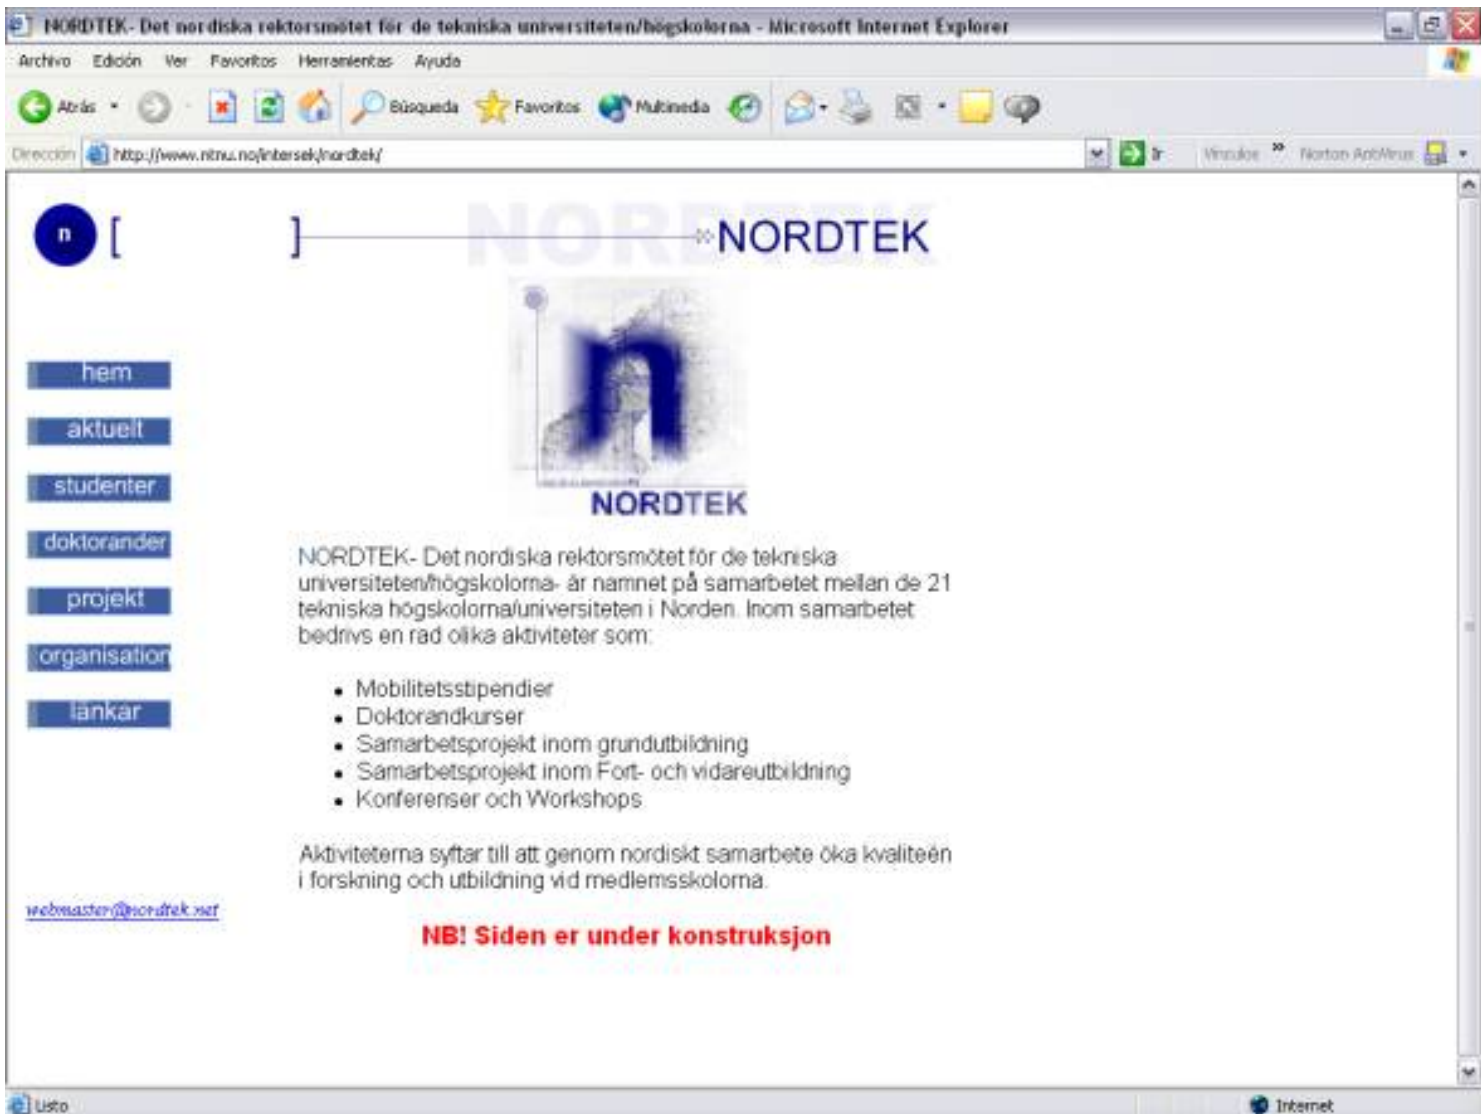 NORDTEK- Det nordiska rektorsmötet för de tekniska universiteten/högskolorna - Microsoft Internet Explorer
Archivo Edición Ver Favoritos Herramientas Ayuda
Atrás Búsqueda Favoritos Multimedia
Dirección http://www.ntnu.no/intersek/nordtek/ Ir Vínculos » Norton AntiVirus
n [ ] NORDTEK NORDTEK
n
NORDTEK
hem
aktuelt
studenter
doktorander
projekt
organisation
länkar
webmaster@nordtek.net
NORDTEK- Det nordiska rektorsmötet för de tekniska
universiteten/högskolorna- är namnet på samarbetet mellan de 21
tekniska högskolorna/universiteten i Norden. Inom samarbetet
bedrivs en rad olika aktiviteter som:
• Mobilitetsstipendier
• Doktorandkurser
• Samarbetsprojekt inom grundutbildning
• Samarbetsprojekt inom Fort- och vidareutbildning
• Konferenser och Workshops
Aktiviteterna syftar till att genom nordiskt samarbete öka kvaliteén
i forskning och utbildning vid medlemsskolorna.
NB! Siden er under konstruksjon
Listo Internet